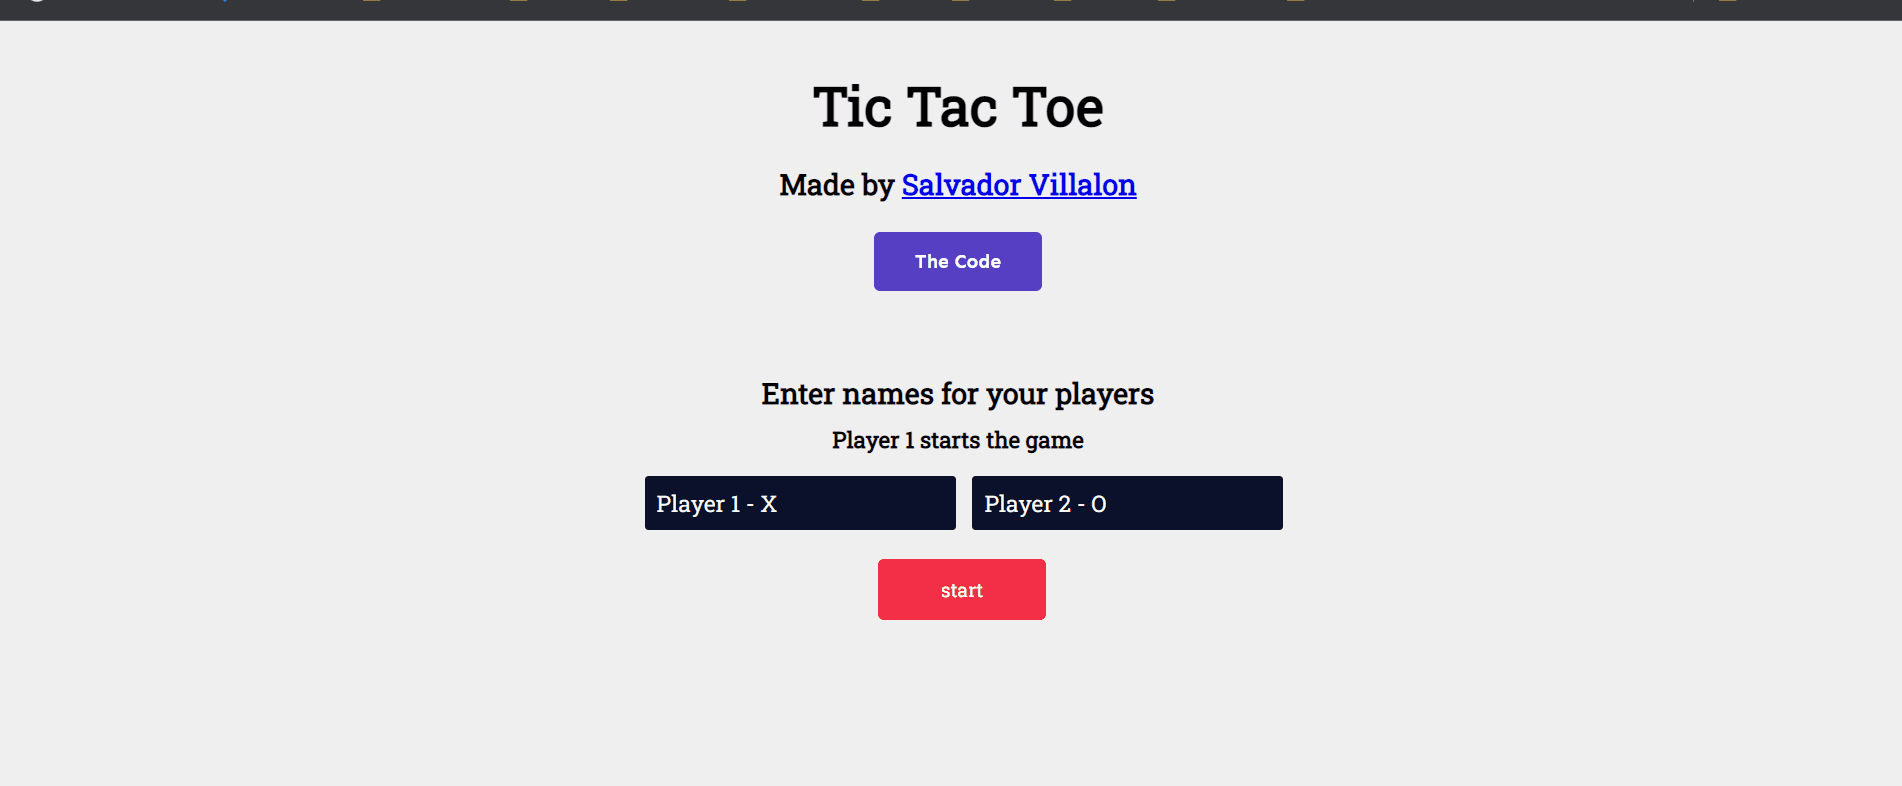 Tic Tac Toe
Made by Salvador Villalon
The Code
Enter names for your players
Player 1 starts the game
Player 1 - X
Player 2 - O
start